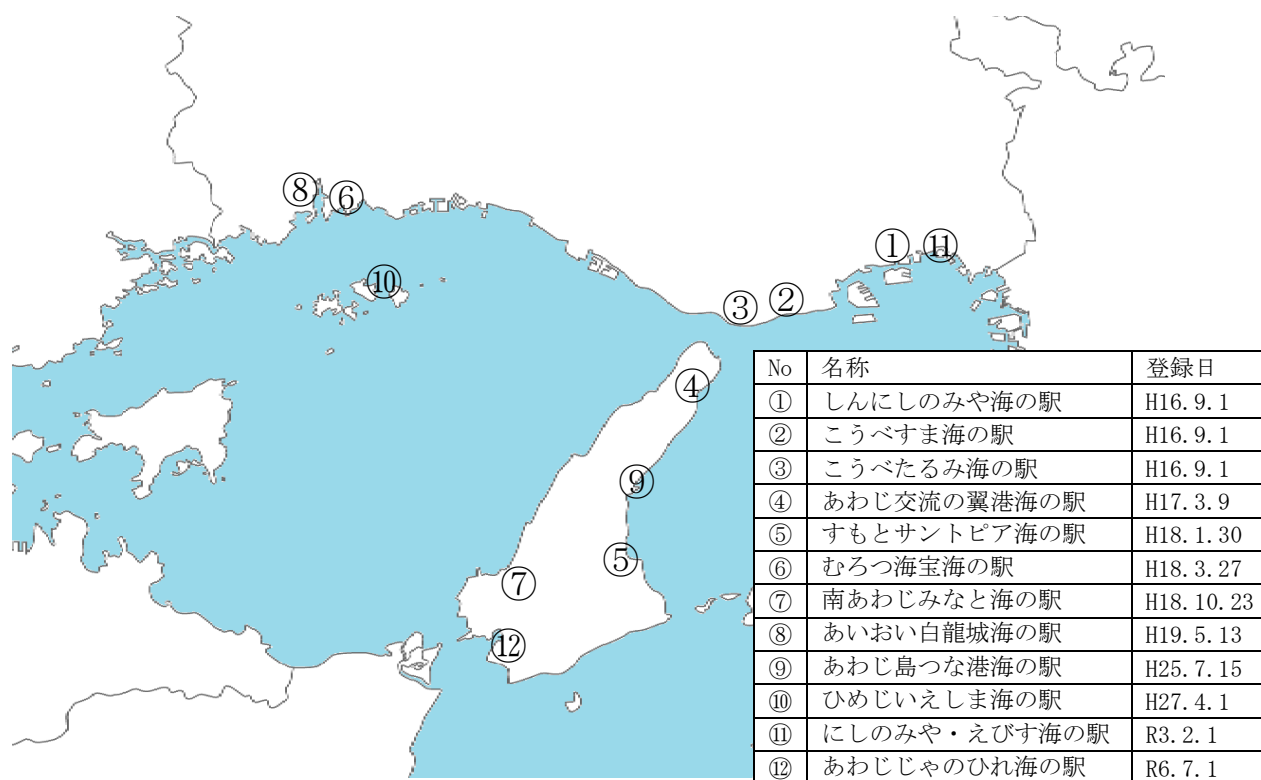 ⑧
⑥
①
⑪
⑩
③
②
④
⑨
⑤
⑦
⑫
No 名称 登録日
① しんにしのみや海の駅 H16.9.1
② こうべすま海の駅 H16.9.1
③ こうべたるみ海の駅 H16.9.1
④ あわじ交流の翼港海の駅 H17.3.9
⑤ すもとサントピア海の駅 H18.1.30
⑥ むろつ海宝海の駅 H18.3.27
⑦ 南あわじみなと海の駅 H18.10.23
⑧ あいおい白龍城海の駅 H19.5.13
⑨ あわじ島つな港海の駅 H25.7.15
⑩ ひめじいえしま海の駅 H27.4.1
⑪ にしのみや・えびす海の駅 R3.2.1
⑫ あわじじゃのひれ海の駅 R6.7.1